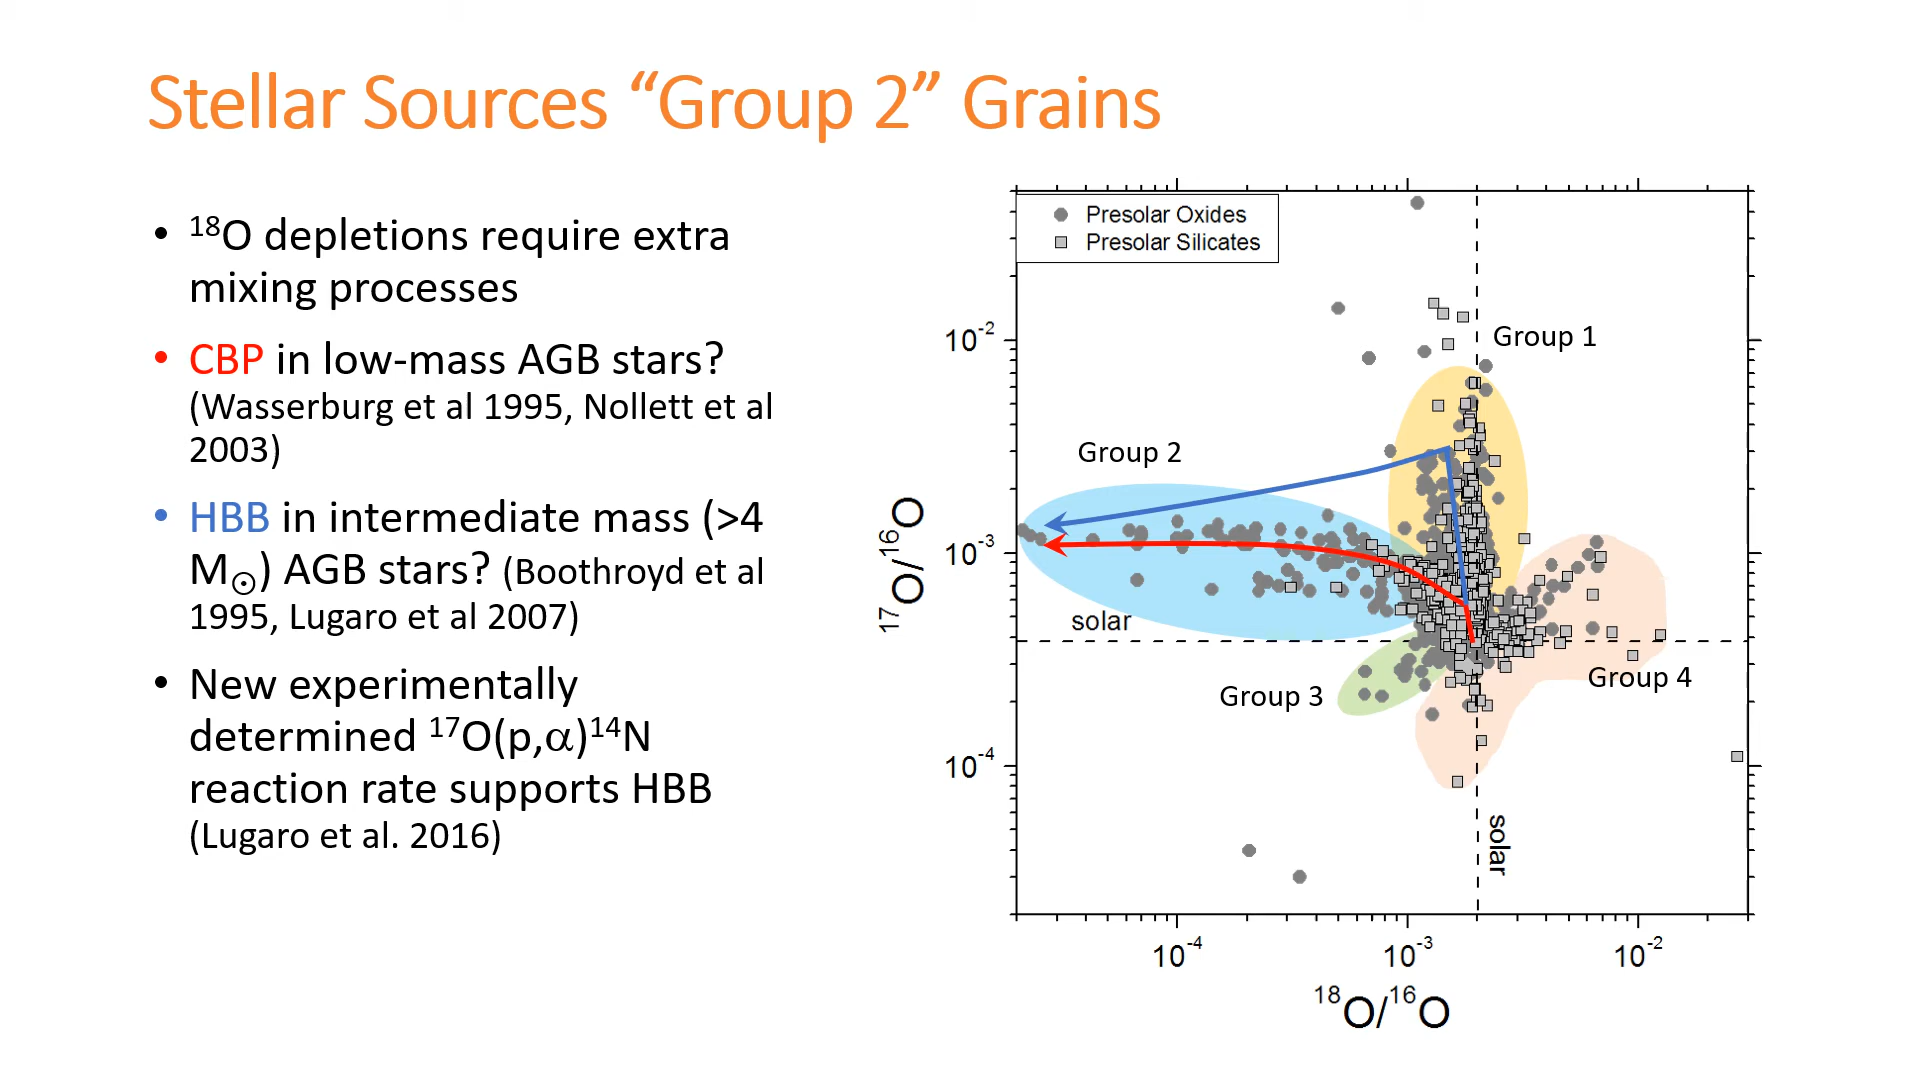 Stellar Sources “Group 2” Grains
• ¹⁸O depletions require extra
mixing processes
• CBP in low-mass AGB stars?
(Wasserburg et al 1995, Nollett et al
2003)
• HBB in intermediate mass (>4
M☉) AGB stars? (Boothroyd et al
1995, Lugaro et al 2007)
• New experimentally
determined ¹⁷O(p,α)¹⁴N
reaction rate supports HBB
(Lugaro et al. 2016)
Presolar Oxides
Presolar Silicates
Group 1
Group 2
Group 3
Group 4
solar
solar
10⁻²
10⁻³
10⁻⁴
¹⁷O/¹⁶O
10⁻⁴ 10⁻³ 10⁻²
¹⁸O/¹⁶O